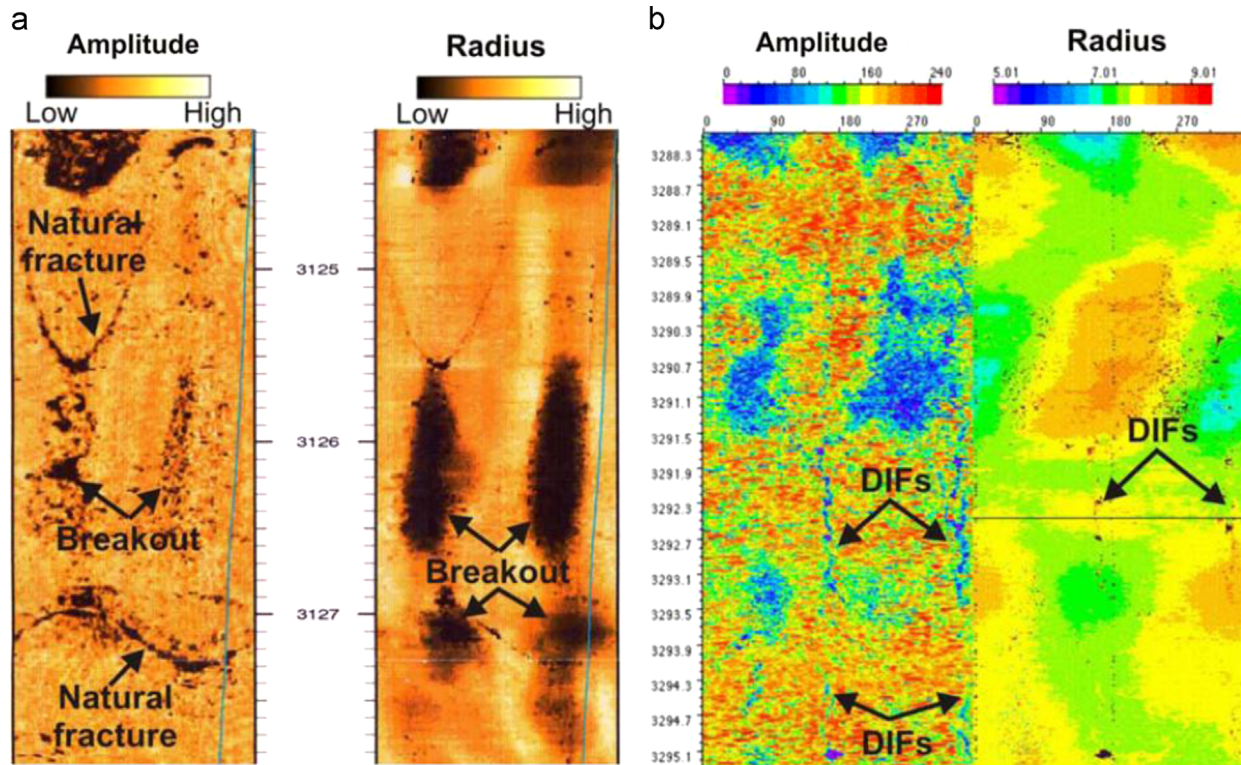 a
Amplitude
Low High
Radius
Low High
Natural
fracture
Breakout
Natural
fracture
3125
3126
3127
Breakout
b
Amplitude
0 80 160 240
0 90 180 270
Radius
5.01 7.01 9.01
90 180 270
3288.3
3288.7
3289.1
3289.5
3289.9
3290.3
3290.7
3291.1
3291.5
3291.9
3292.3
3292.7
3293.1
3293.5
3293.9
3294.3
3294.7
3295.1
DIFs
DIFs
DIFs